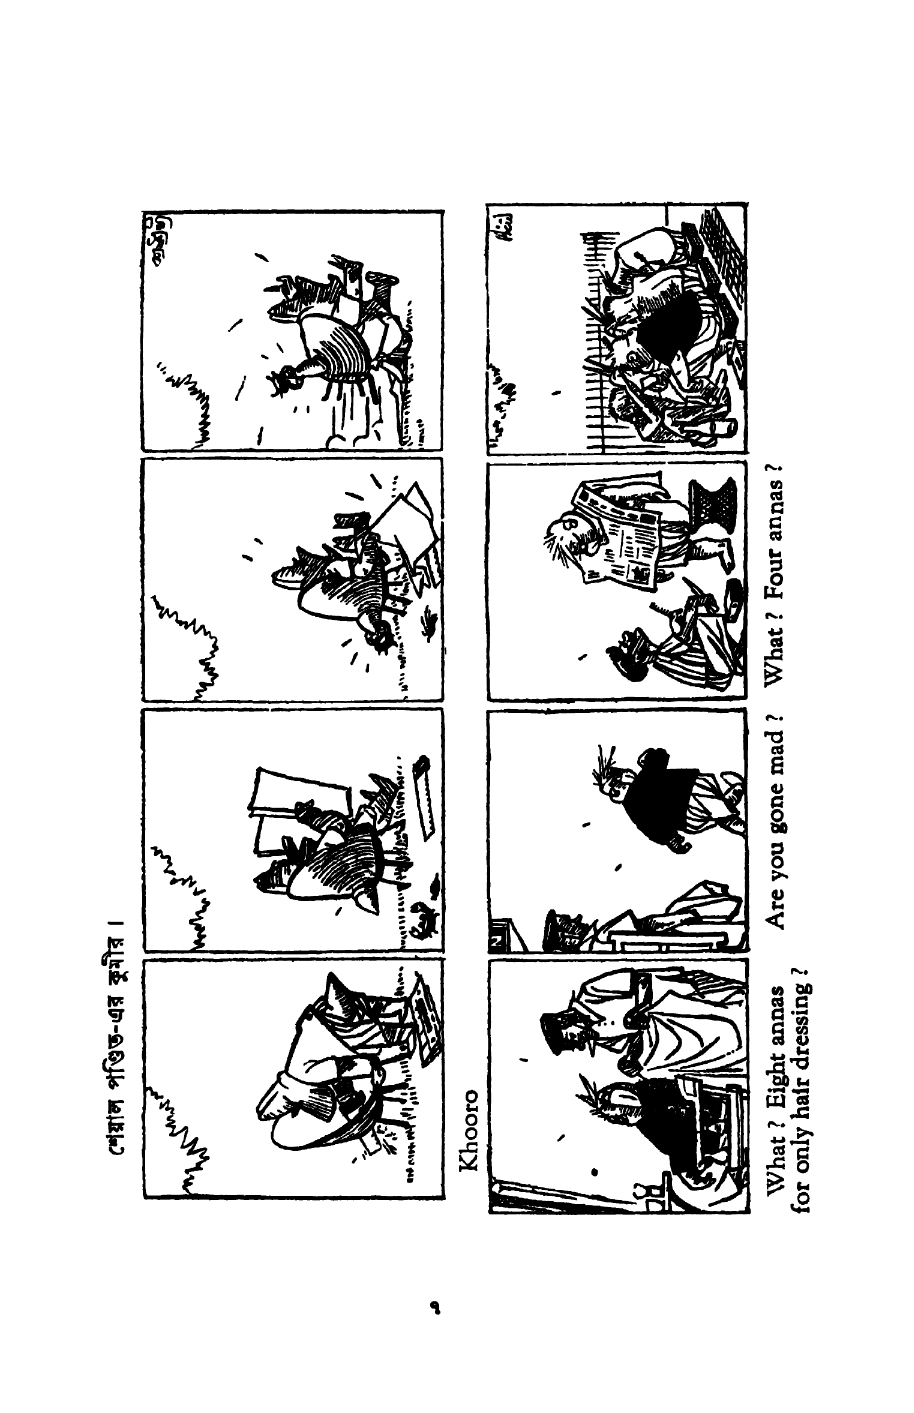 শেয়াল পণ্ডিত-এর কুমীর ।
Khooro
What ? Eight annas
for only hair dressing ?
Are you gone mad ?
What ? Four annas ?
৭